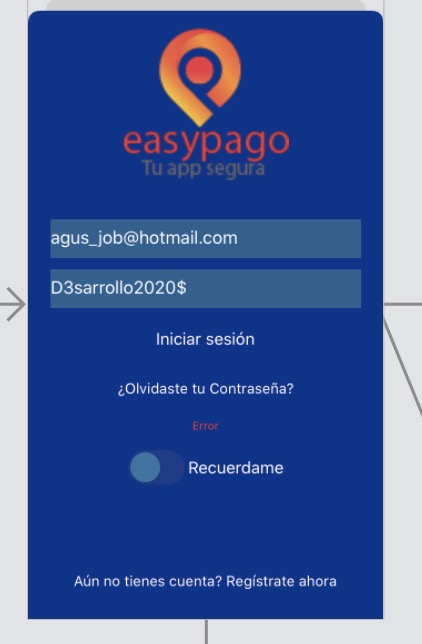 easypago
Tu app segura
agus_job@hotmail.com
D3sarrollo2020$
Iniciar sesión
¿Olvidaste tu Contraseña?
Error
Recuerdame
Aún no tienes cuenta? Regístrate ahora